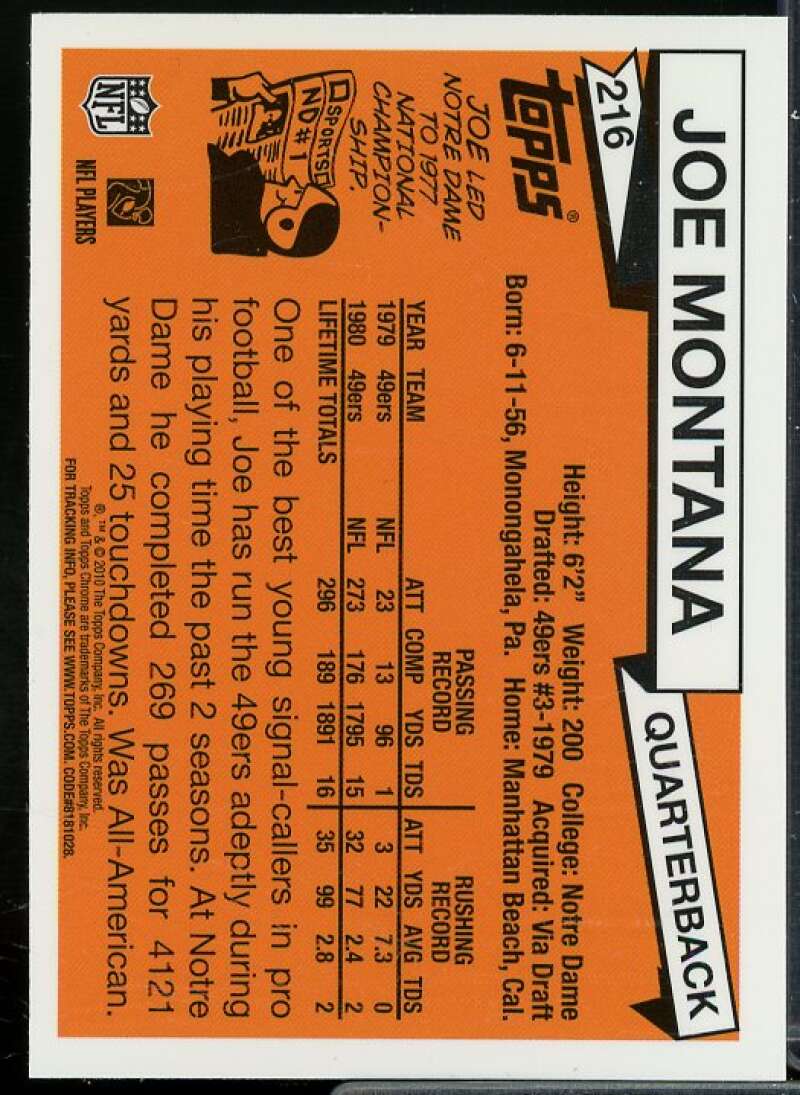 216
JOE MONTANA
QUARTERBACK
Topps®
Height: 6'2" Weight: 200 College: Notre Dame
Drafted: 49ers #3-1979 Acquired: Via Draft
Born: 6-11-56, Monongahela, Pa. Home: Manhattan Beach, Cal.
JOE LED
NOTRE DAME
TO 1977
NATIONAL
CHAMPION-
SHIP.
SPORTS
ND #1
NFL
NFL PLAYERS
PASSING RUSHING
RECORD RECORD
YEAR TEAM ATT COMP YDS TDS ATT YDS AVG TDS
1979 49ers NFL 23 13 96 1 3 22 7.3 0
1980 49ers NFL 273 176 1795 15 32 77 2.4 2
LIFETIME TOTALS 296 189 1891 16 35 99 2.8 2
One of the best young signal-callers in pro
football, Joe has run the 49ers adeptly during
his playing time the past 2 seasons. At Notre
Dame he completed 269 passes for 4121
yards and 25 touchdowns. Was All-American.
®, ™ & © 2010 The Topps Company, Inc. All rights reserved.
Topps and Topps Chrome are trademarks of The Topps Company, Inc.
FOR TRACKING INFO, PLEASE SEE WWW.TOPPS.COM. CODE#8181028.